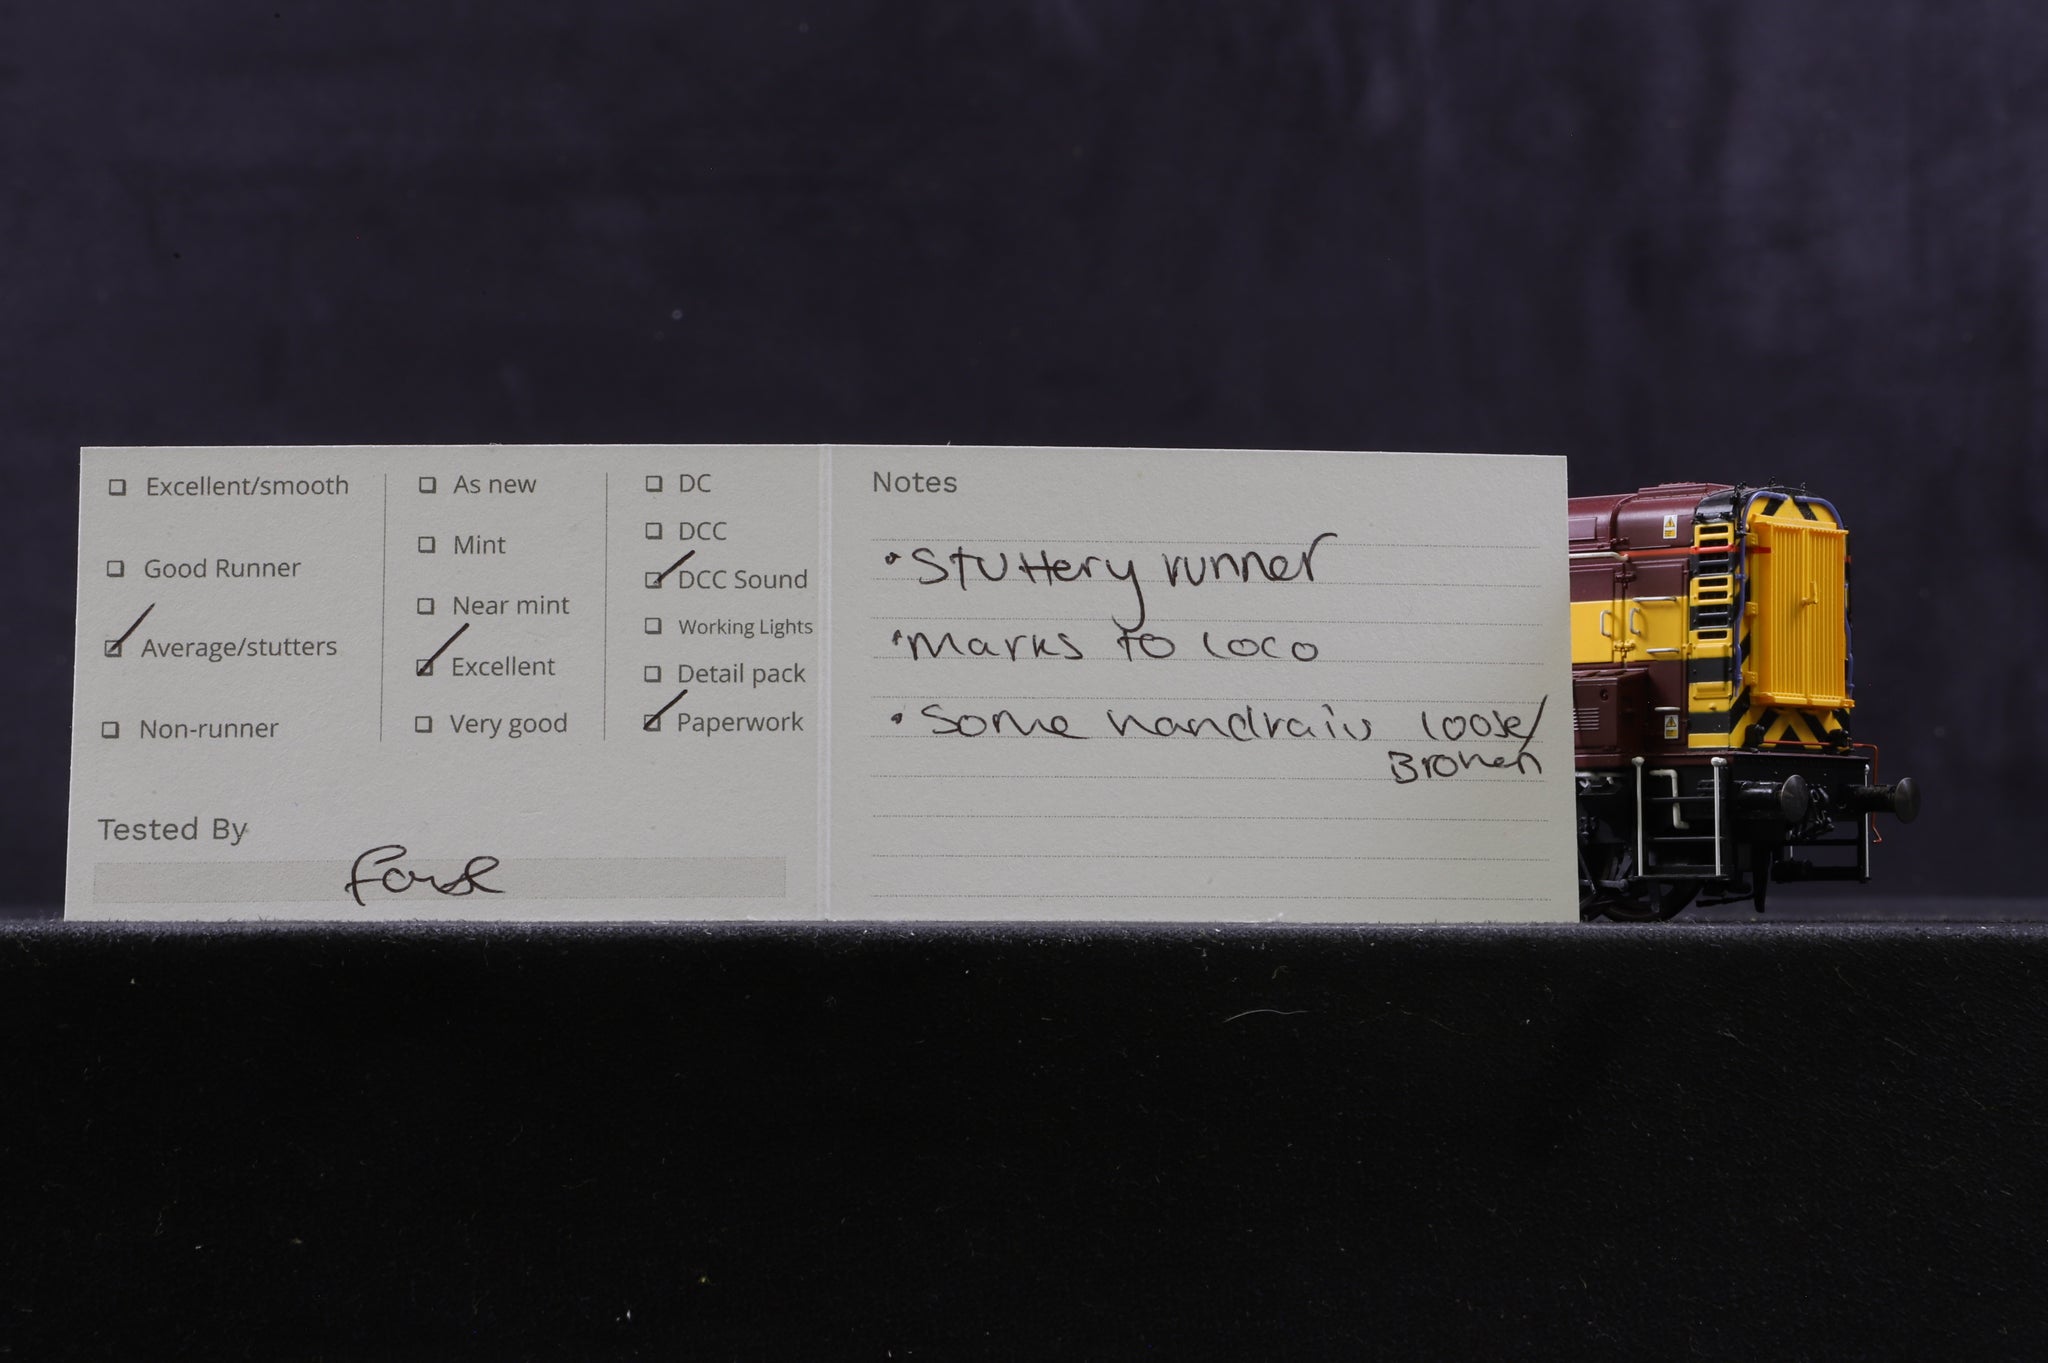 Excellent/smooth
Good Runner
Average/stutters
Non-runner
As new
Mint
Near mint
Excellent
Very good
DC
DCC
DCC Sound
Working Lights
Detail pack
Paperwork
Tested By
Notes
• Stuttery runner
• Marks to loco
• Some handrails loose/
Broken